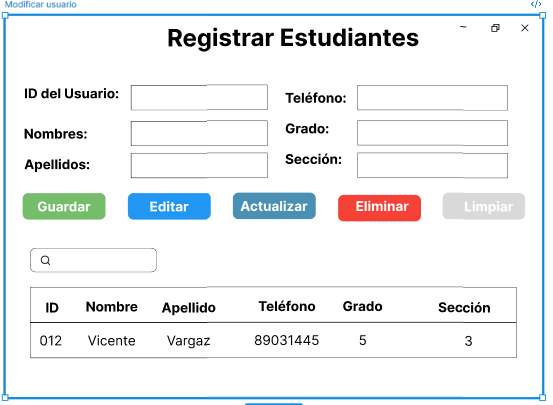 Modificar usuario
Registrar Estudiantes
ID del Usuario:
Teléfono:
Nombres:
Grado:
Apellidos:
Sección:
Guardar Editar Actualizar Eliminar Limpiar
ID Nombre Apellido Teléfono Grado Sección
012 Vicente Vargaz 89031445 5 3